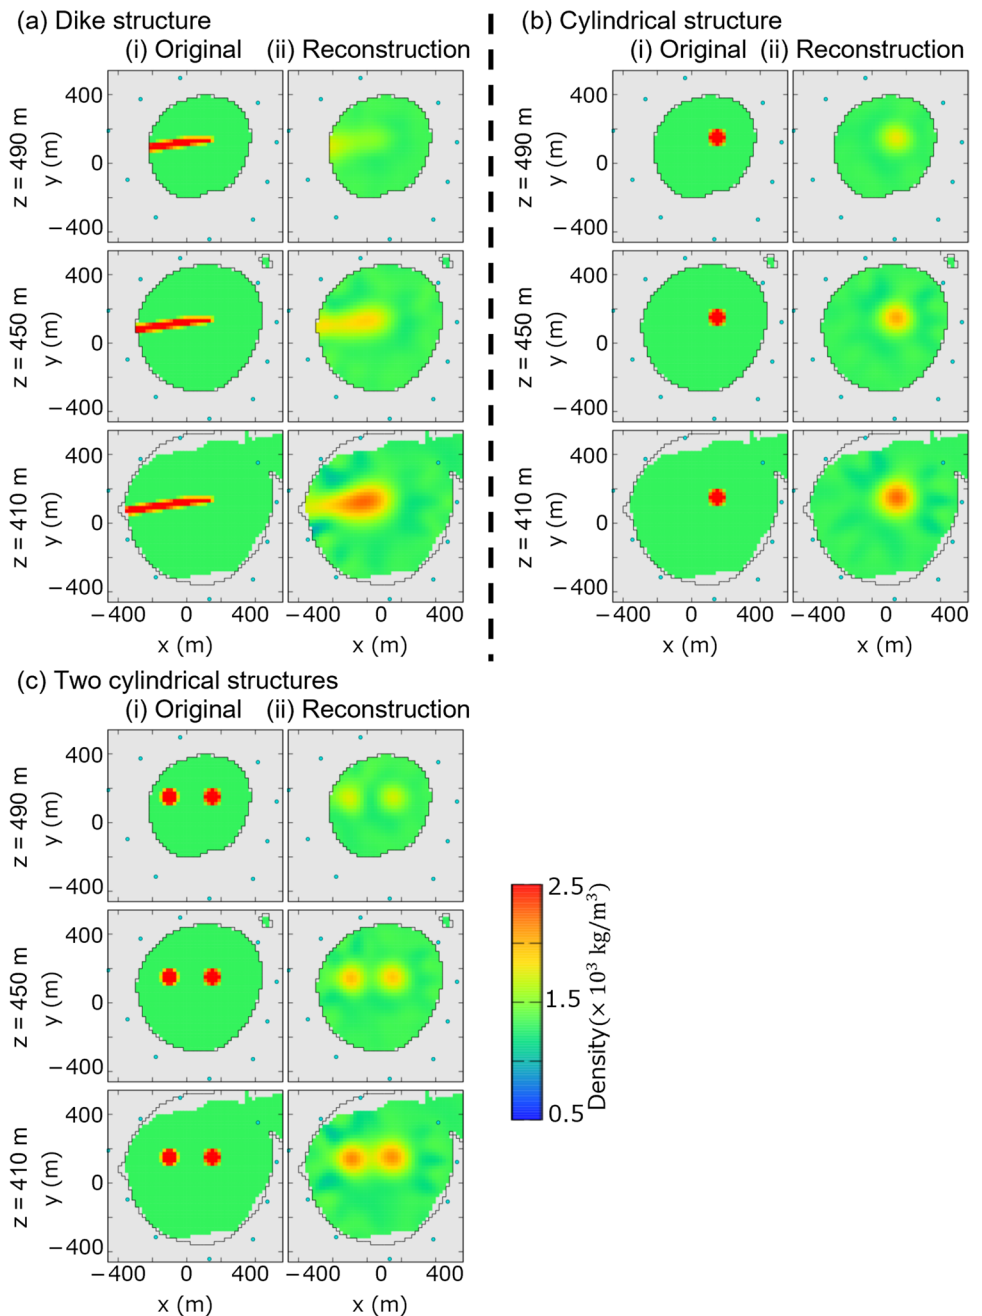 (a) Dike structure
(i) Original (ii) Reconstruction
z = 490 m
y (m)
400
0
−400
z = 450 m
y (m)
400
0
−400
z = 410 m
y (m)
400
0
−400
−400 0 400 −400 0 400
x (m) x (m)
(b) Cylindrical structure
(i) Original (ii) Reconstruction
z = 490 m
y (m)
400
0
−400
z = 450 m
y (m)
400
0
−400
z = 410 m
y (m)
400
0
−400
−400 0 400 −400 0 400
x (m) x (m)
(c) Two cylindrical structures
(i) Original (ii) Reconstruction
z = 490 m
y (m)
400
0
−400
z = 450 m
y (m)
400
0
−400
z = 410 m
y (m)
400
0
−400
−400 0 400 −400 0 400
x (m) x (m)
2.5
1.5
0.5
Density(× 10³ kg/m³)